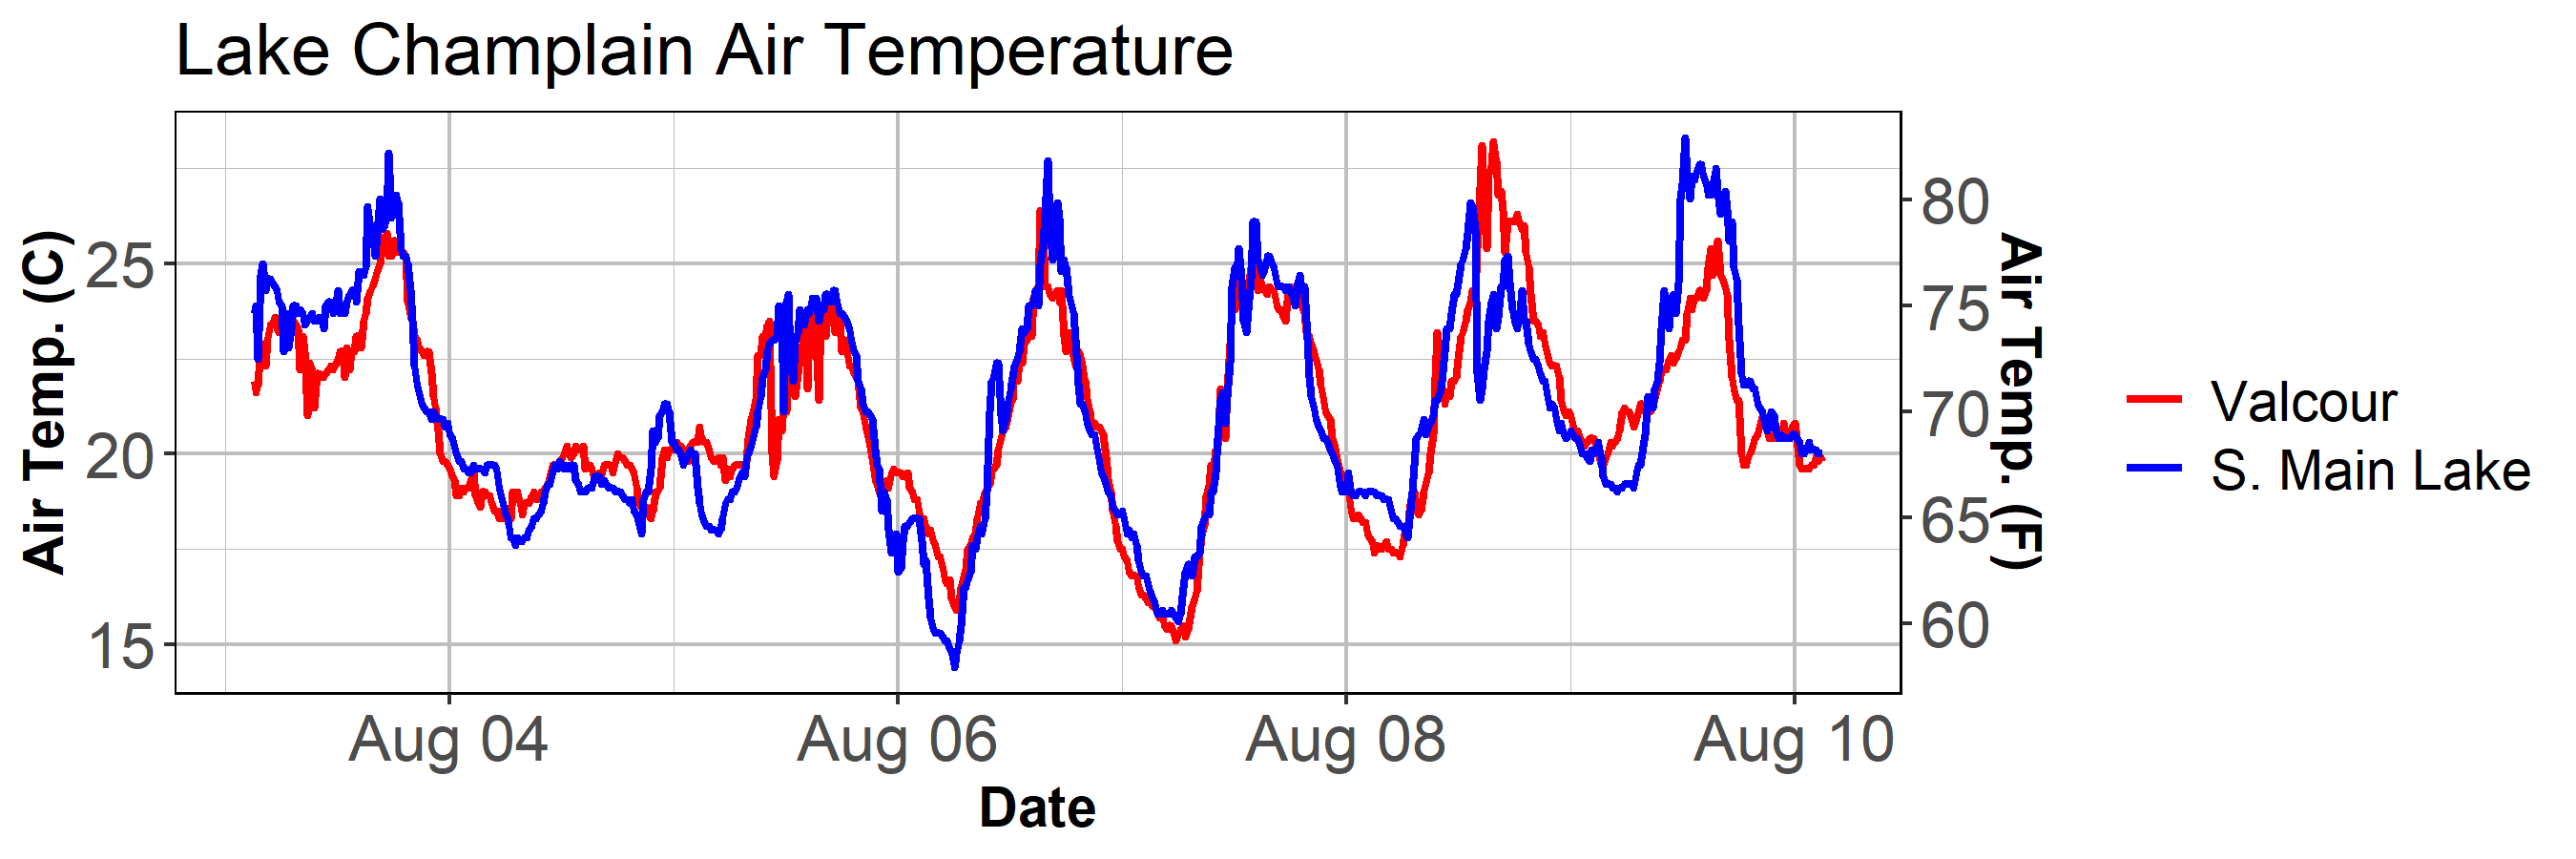 Lake Champlain Air Temperature
Air Temp. (C)
25
20
15
80
75
70
65
60
Air Temp. (F)
Aug 04
Aug 06
Aug 08
Aug 10
Date
Valcour
S. Main Lake